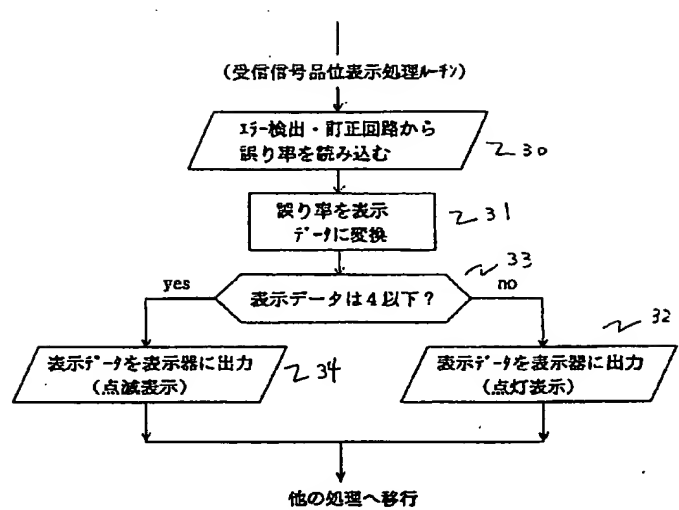 (受信信号品位表示処理ﾙｰﾁﾝ)
ｴﾗｰ検出・訂正回路から
誤り率を読み込む
30
誤り率を表示
ﾃﾞｰﾀに変換
31
33
yes
表示データは4以下？
no
32
表示ﾃﾞｰﾀを表示器に出力
(点滅表示)
34
表示ﾃﾞｰﾀを表示器に出力
(点灯表示)
他の処理へ移行